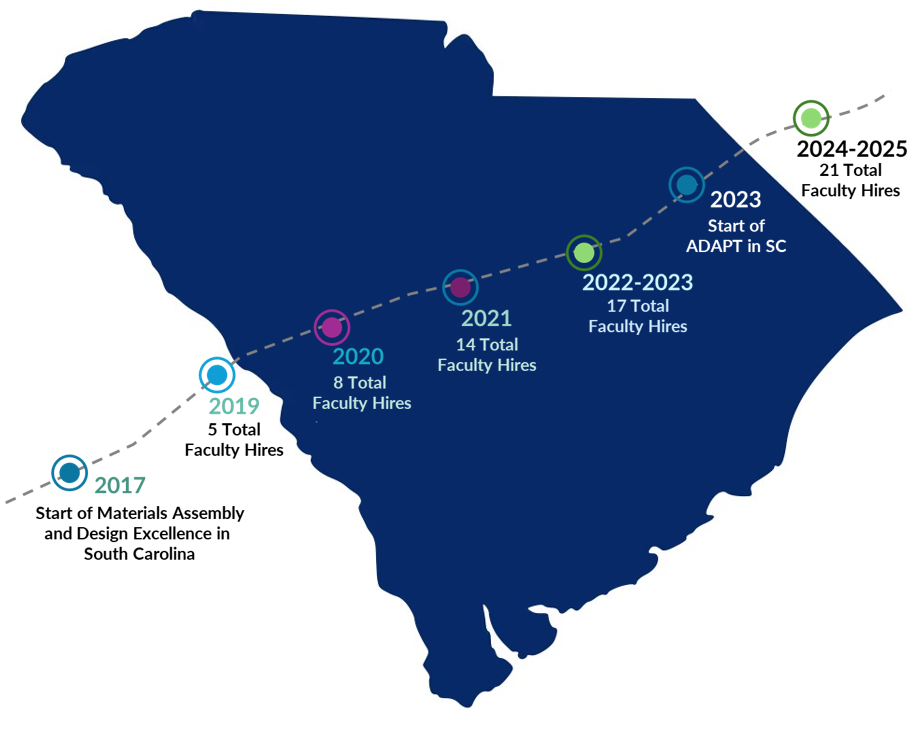 2017
Start of Materials Assembly
and Design Excellence in
South Carolina
2019
5 Total
Faculty Hires
2020
8 Total
Faculty Hires
2021
14 Total
Faculty Hires
2022-2023
17 Total
Faculty Hires
2023
Start of
ADAPT in SC
2024-2025
21 Total
Faculty Hires